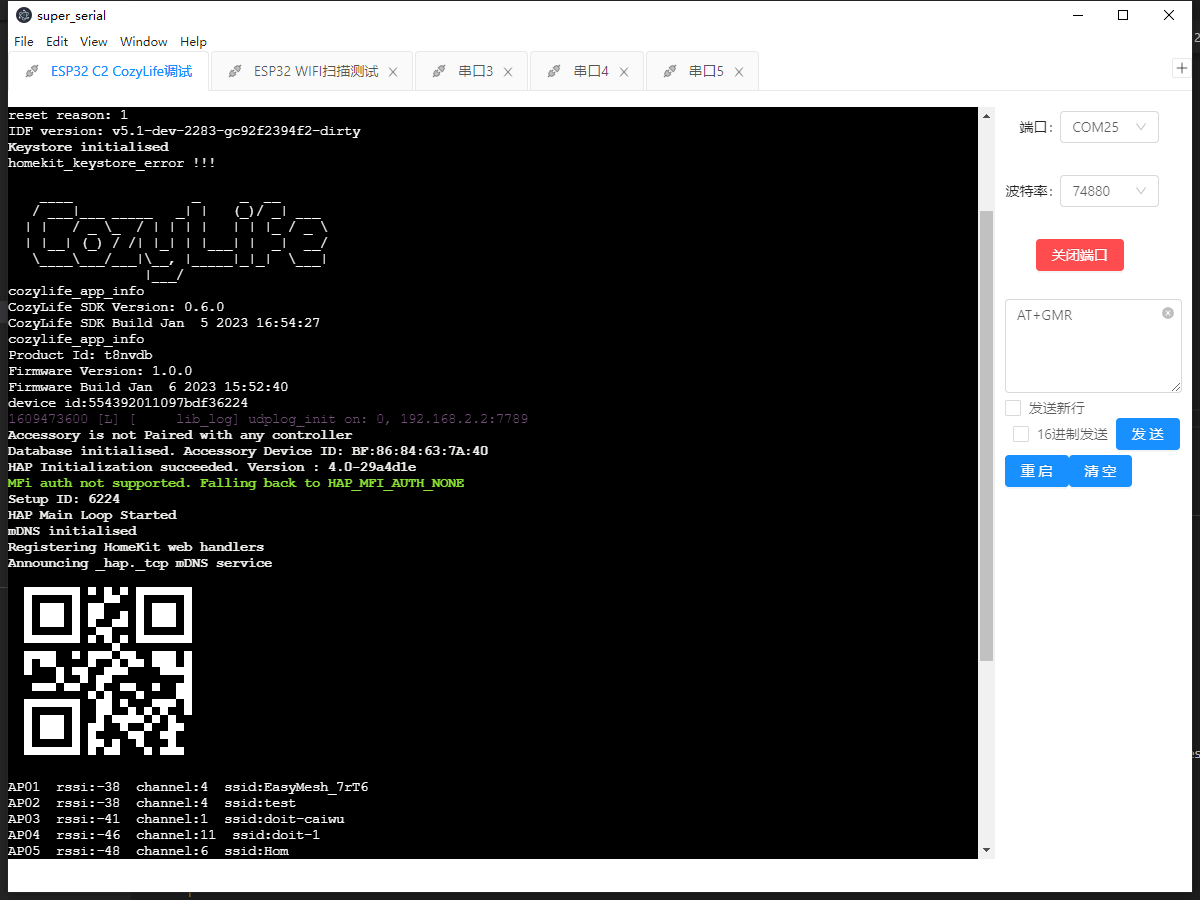 super_serial
File Edit View Window Help
ESP32 C2 CozyLife调试
ESP32 WIFI扫描测试
串口3
串口4
串口5
reset reason: 1
IDF version: v5.1-dev-2283-gc92f2394f2-dirty
Keystore initialised
homekit_keystore_error !!!
CozyLife
cozylife_app_info
CozyLife SDK Version: 0.6.0
CozyLife SDK Build Jan  5 2023 16:54:27
cozylife_app_info
Product Id: t8nvdb
Firmware Version: 1.0.0
Firmware Build Jan  6 2023 15:52:40
device id:554392011097bdf36224
1609473600 [L] [     lib_log] udplog_init on: 0, 192.168.2.2:7789
Accessory is not Paired with any controller
Database initialised. Accessory Device ID: BF:86:84:63:7A:40
HAP Initialization succeeded. Version : 4.0-29a4d1e
MFi auth not supported. Falling back to HAP_MFI_AUTH_NONE
Setup ID: 6224
HAP Main Loop Started
mDNS initialised
Registering HomeKit web handlers
Announcing _hap._tcp mDNS service
AP01  rssi:-38  channel:4  ssid:EasyMesh_7rT6
AP02  rssi:-38  channel:4  ssid:test
AP03  rssi:-41  channel:1  ssid:doit-caiwu
AP04  rssi:-46  channel:11  ssid:doit-1
AP05  rssi:-48  channel:6  ssid:Hom
端口: COM25
波特率: 74880
关闭端口
AT+GMR
发送新行
16进制发送
发 送
重 启
清 空